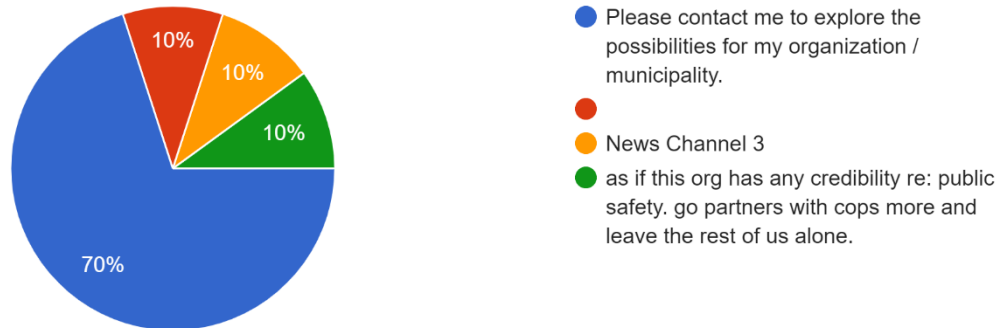 10%
10%
10%
70%
Please contact me to explore the
possibilities for my organization /
municipality.
News Channel 3
as if this org has any credibility re: public
safety. go partners with cops more and
leave the rest of us alone.